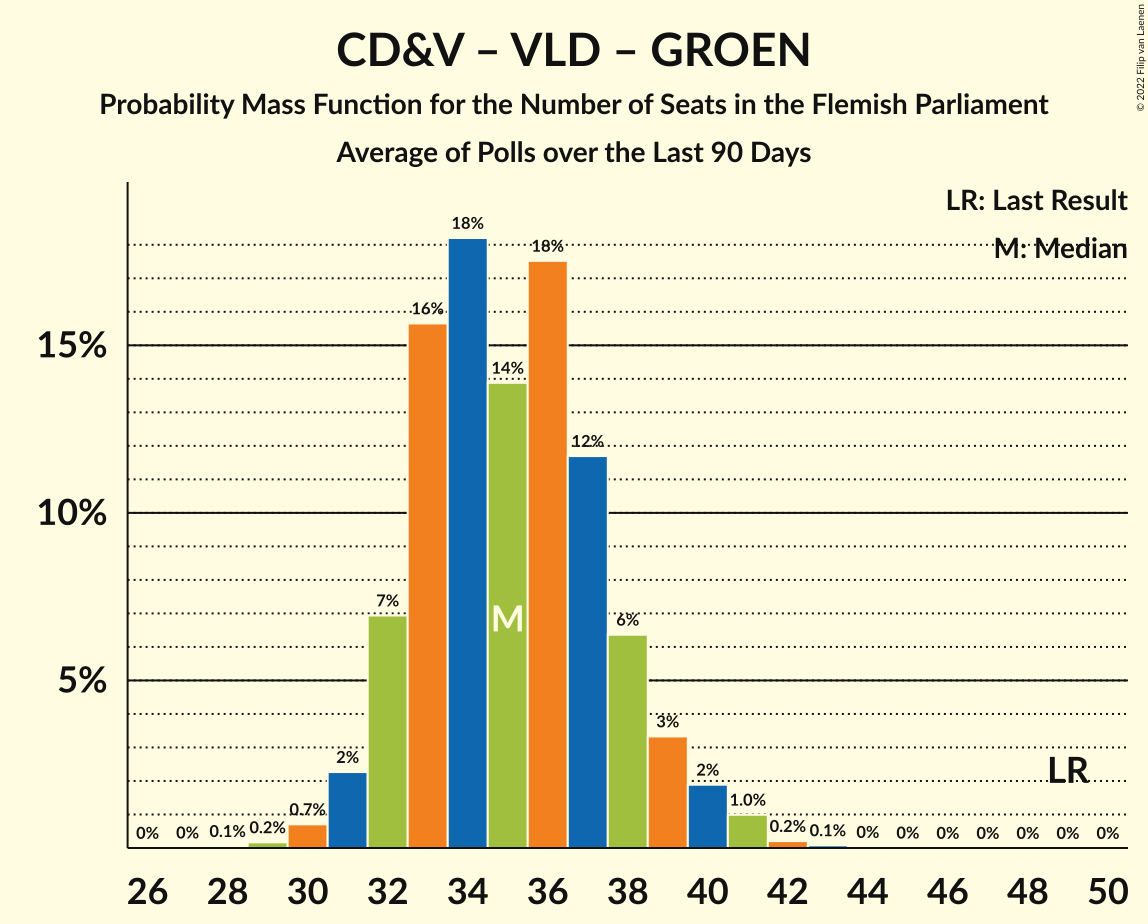 CD&V – VLD – GROEN
Probability Mass Function for the Number of Seats in the Flemish Parliament
Average of Polls over the Last 90 Days
© 2022 Filip van Laenen
LR: Last Result
M: Median
15%
10%
5%
0% 0% 0.1% 0.2% 0.7% 2% 7% 16% 18% 14% 18% 12% 6% 3% 2% 1.0% 0.2% 0.1% 0% 0% 0% 0% 0% 0% 0%
M
LR
26 28 30 32 34 36 38 40 42 44 46 48 50